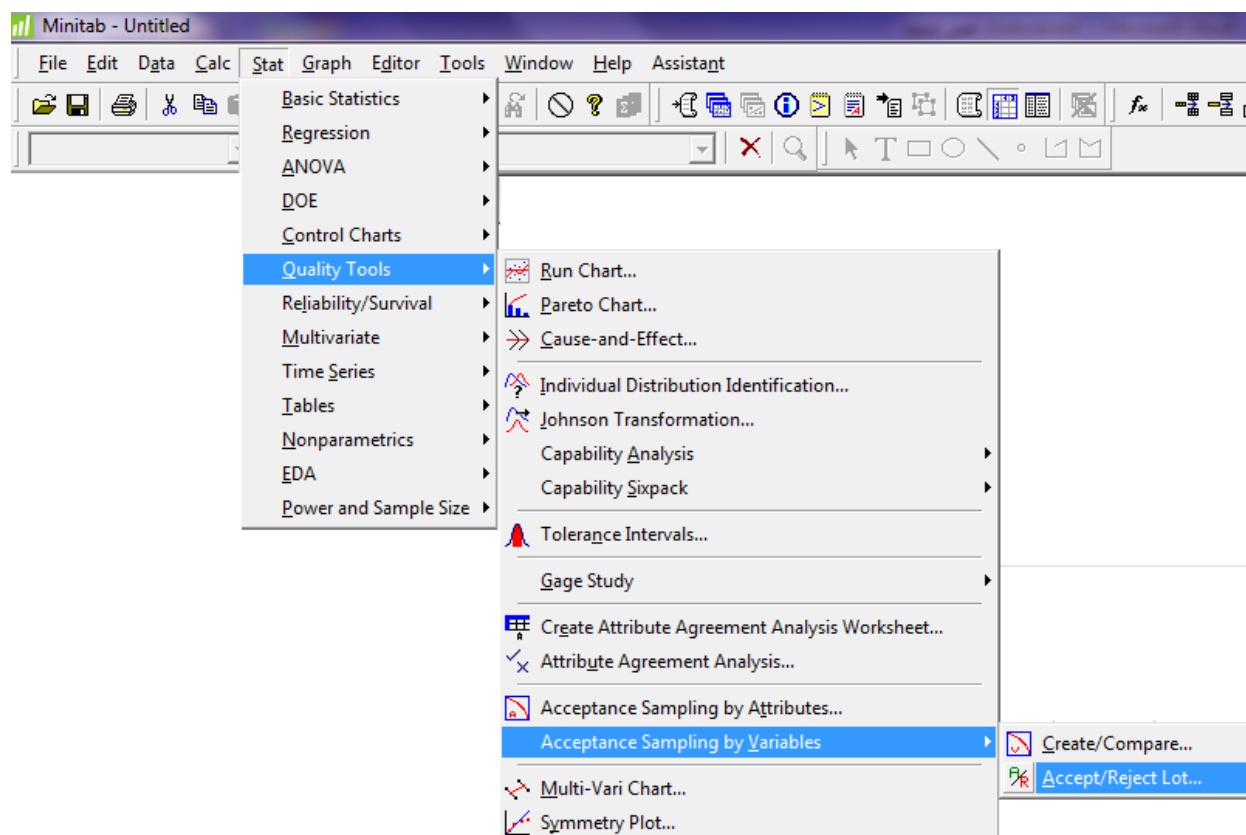 Minitab - Untitled
File Edit Data Calc Stat Graph Editor Tools Window Help Assistant
Basic Statistics
Regression
ANOVA
DOE
Control Charts
Quality Tools
Reliability/Survival
Multivariate
Time Series
Tables
Nonparametrics
EDA
Power and Sample Size
Run Chart...
Pareto Chart...
Cause-and-Effect...
Individual Distribution Identification...
Johnson Transformation...
Capability Analysis
Capability Sixpack
Tolerance Intervals...
Gage Study
Create Attribute Agreement Analysis Worksheet...
Attribute Agreement Analysis...
Acceptance Sampling by Attributes...
Acceptance Sampling by Variables
Multi-Vari Chart...
Symmetry Plot...
Create/Compare...
Accept/Reject Lot...